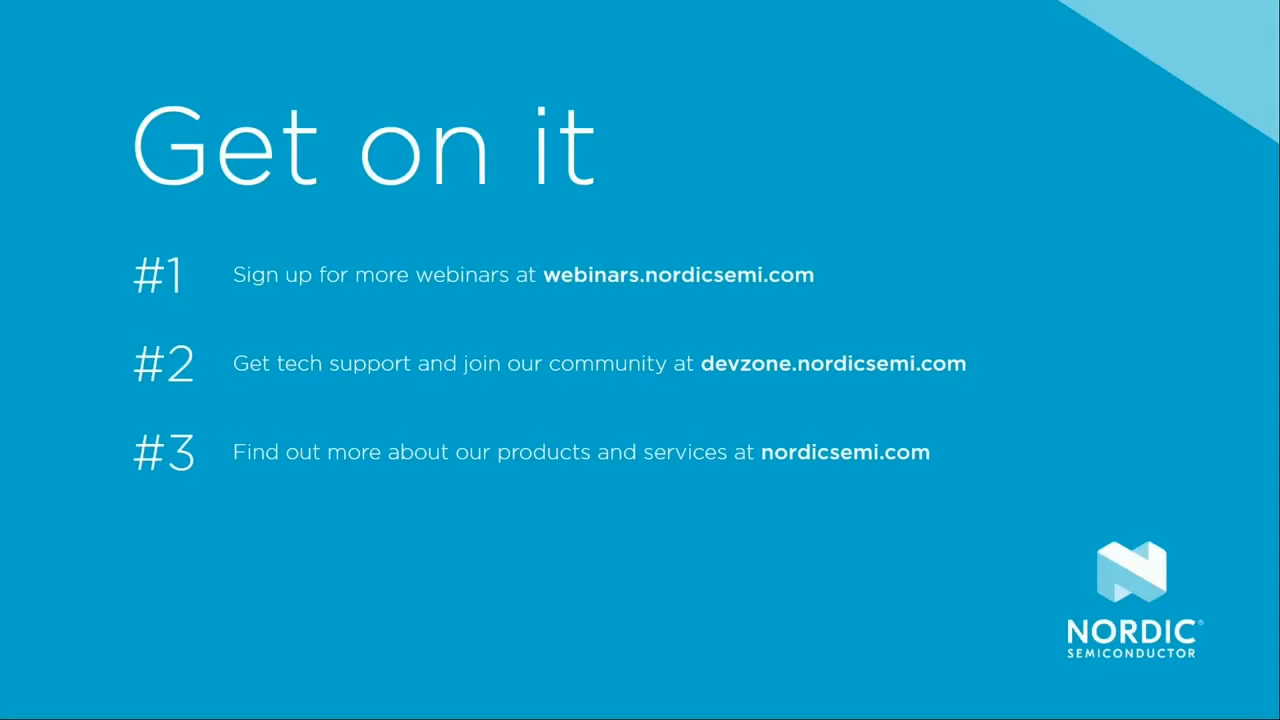 Get on it
#1 Sign up for more webinars at webinars.nordicsemi.com
#2 Get tech support and join our community at devzone.nordicsemi.com
#3 Find out more about our products and services at nordicsemi.com
NORDIC®
SEMICONDUCTOR